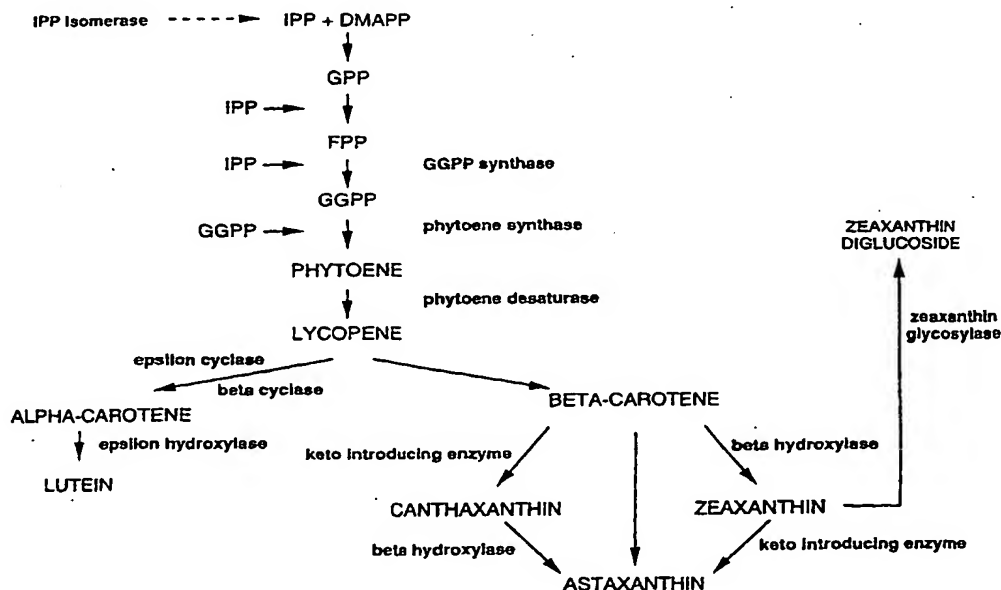 IPP Isomerase
IPP + DMAPP
GPP
IPP
FPP
IPP
GGPP synthase
GGPP
GGPP
phytoene synthase
ZEAXANTHIN
DIGLUCOSIDE
PHYTOENE
phytoene desaturase
zeaxanthin
glycosylase
LYCOPENE
epsilon cyclase
beta cyclase
BETA-CAROTENE
ALPHA-CAROTENE
epsilon hydroxylase
beta hydroxylase
keto introducing enzyme
LUTEIN
CANTHAXANTHIN
ZEAXANTHIN
beta hydroxylase
keto introducing enzyme
ASTAXANTHIN